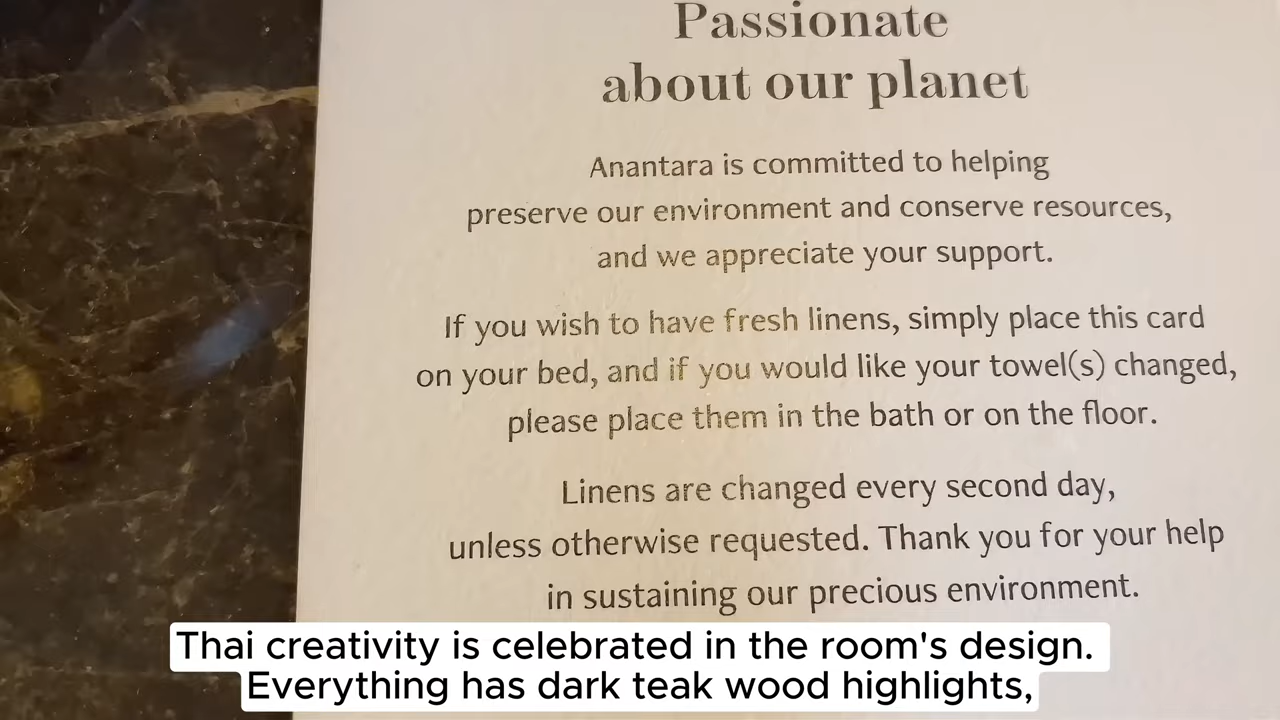 Passionate
about our planet
Anantara is committed to helping
preserve our environment and conserve resources,
and we appreciate your support.
If you wish to have fresh linens, simply place this card
on your bed, and if you would like your towel(s) changed,
please place them in the bath or on the floor.
Linens are changed every second day,
unless otherwise requested. Thank you for your help
in sustaining our precious environment.
Thai creativity is celebrated in the room's design.
Everything has dark teak wood highlights,